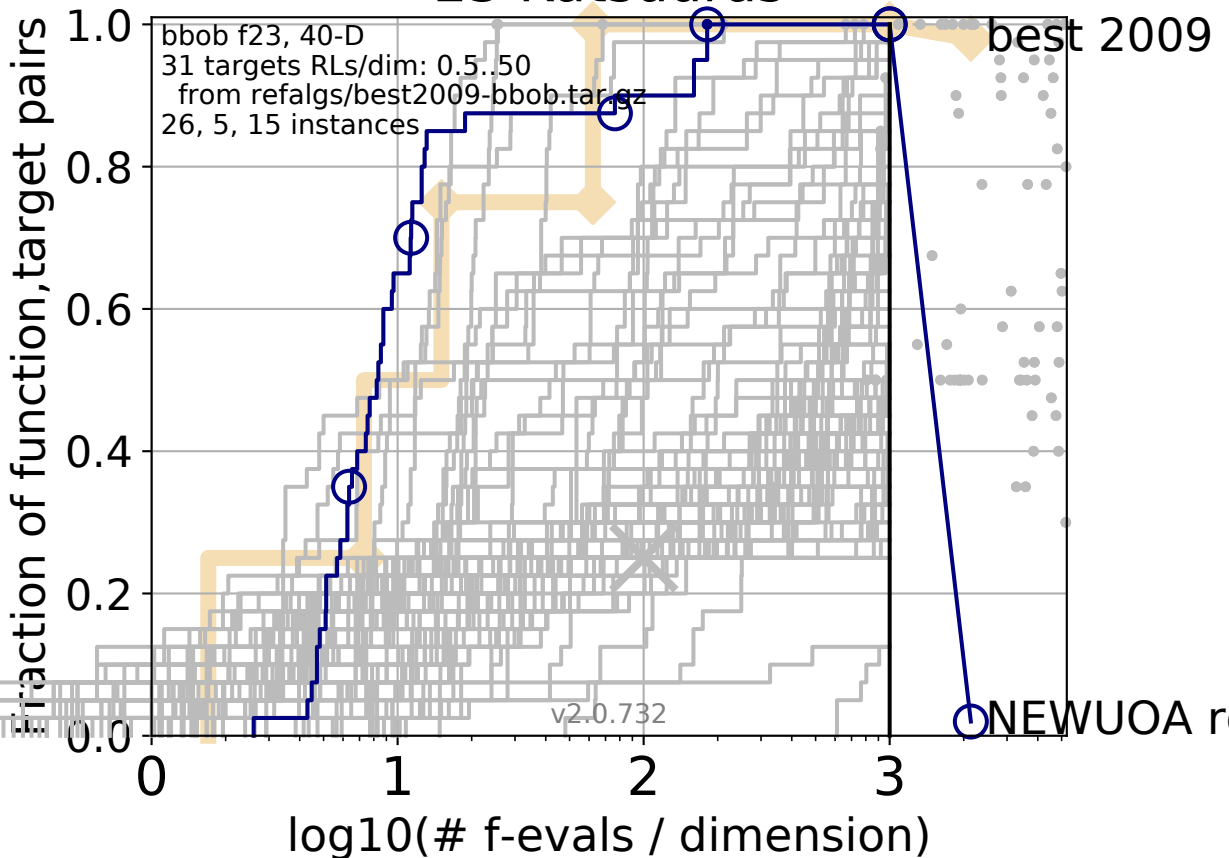 bbob f23, 40-D
31 targets RLs/dim: 0.5..50
from refalgs/best2009-bbob.tar.gz
26, 5, 15 instances
best 2009
NEWUOA
v2.0.732
1.0
0.8
0.6
0.4
0.2
0.0
0
1
2
3
log10(# f-evals / dimension)
Fraction of function,target pairs